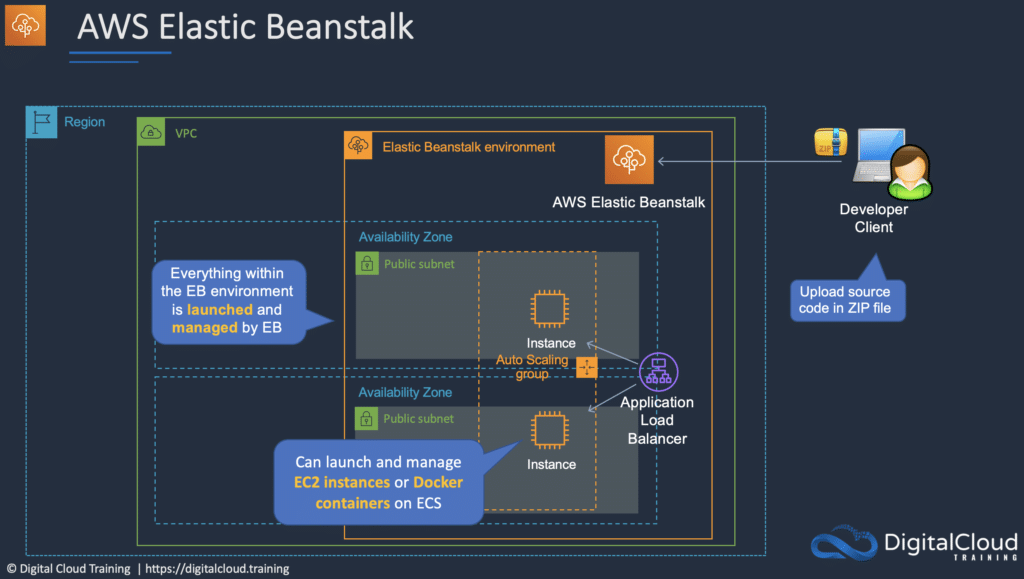 AWS Elastic Beanstalk
Region
VPC
Elastic Beanstalk environment
ZIP
AWS Elastic Beanstalk
Developer
Client
Availability Zone
Public subnet
Everything within
the EB environment
is launched and
managed by EB
Upload source
code in ZIP file
Instance
Auto Scaling
group
Availability Zone
Public subnet
Application
Load
Balancer
Instance
Can launch and manage
EC2 instances or Docker
containers on ECS
DigitalCloud
TRAINING
© Digital Cloud Training | https://digitalcloud.training